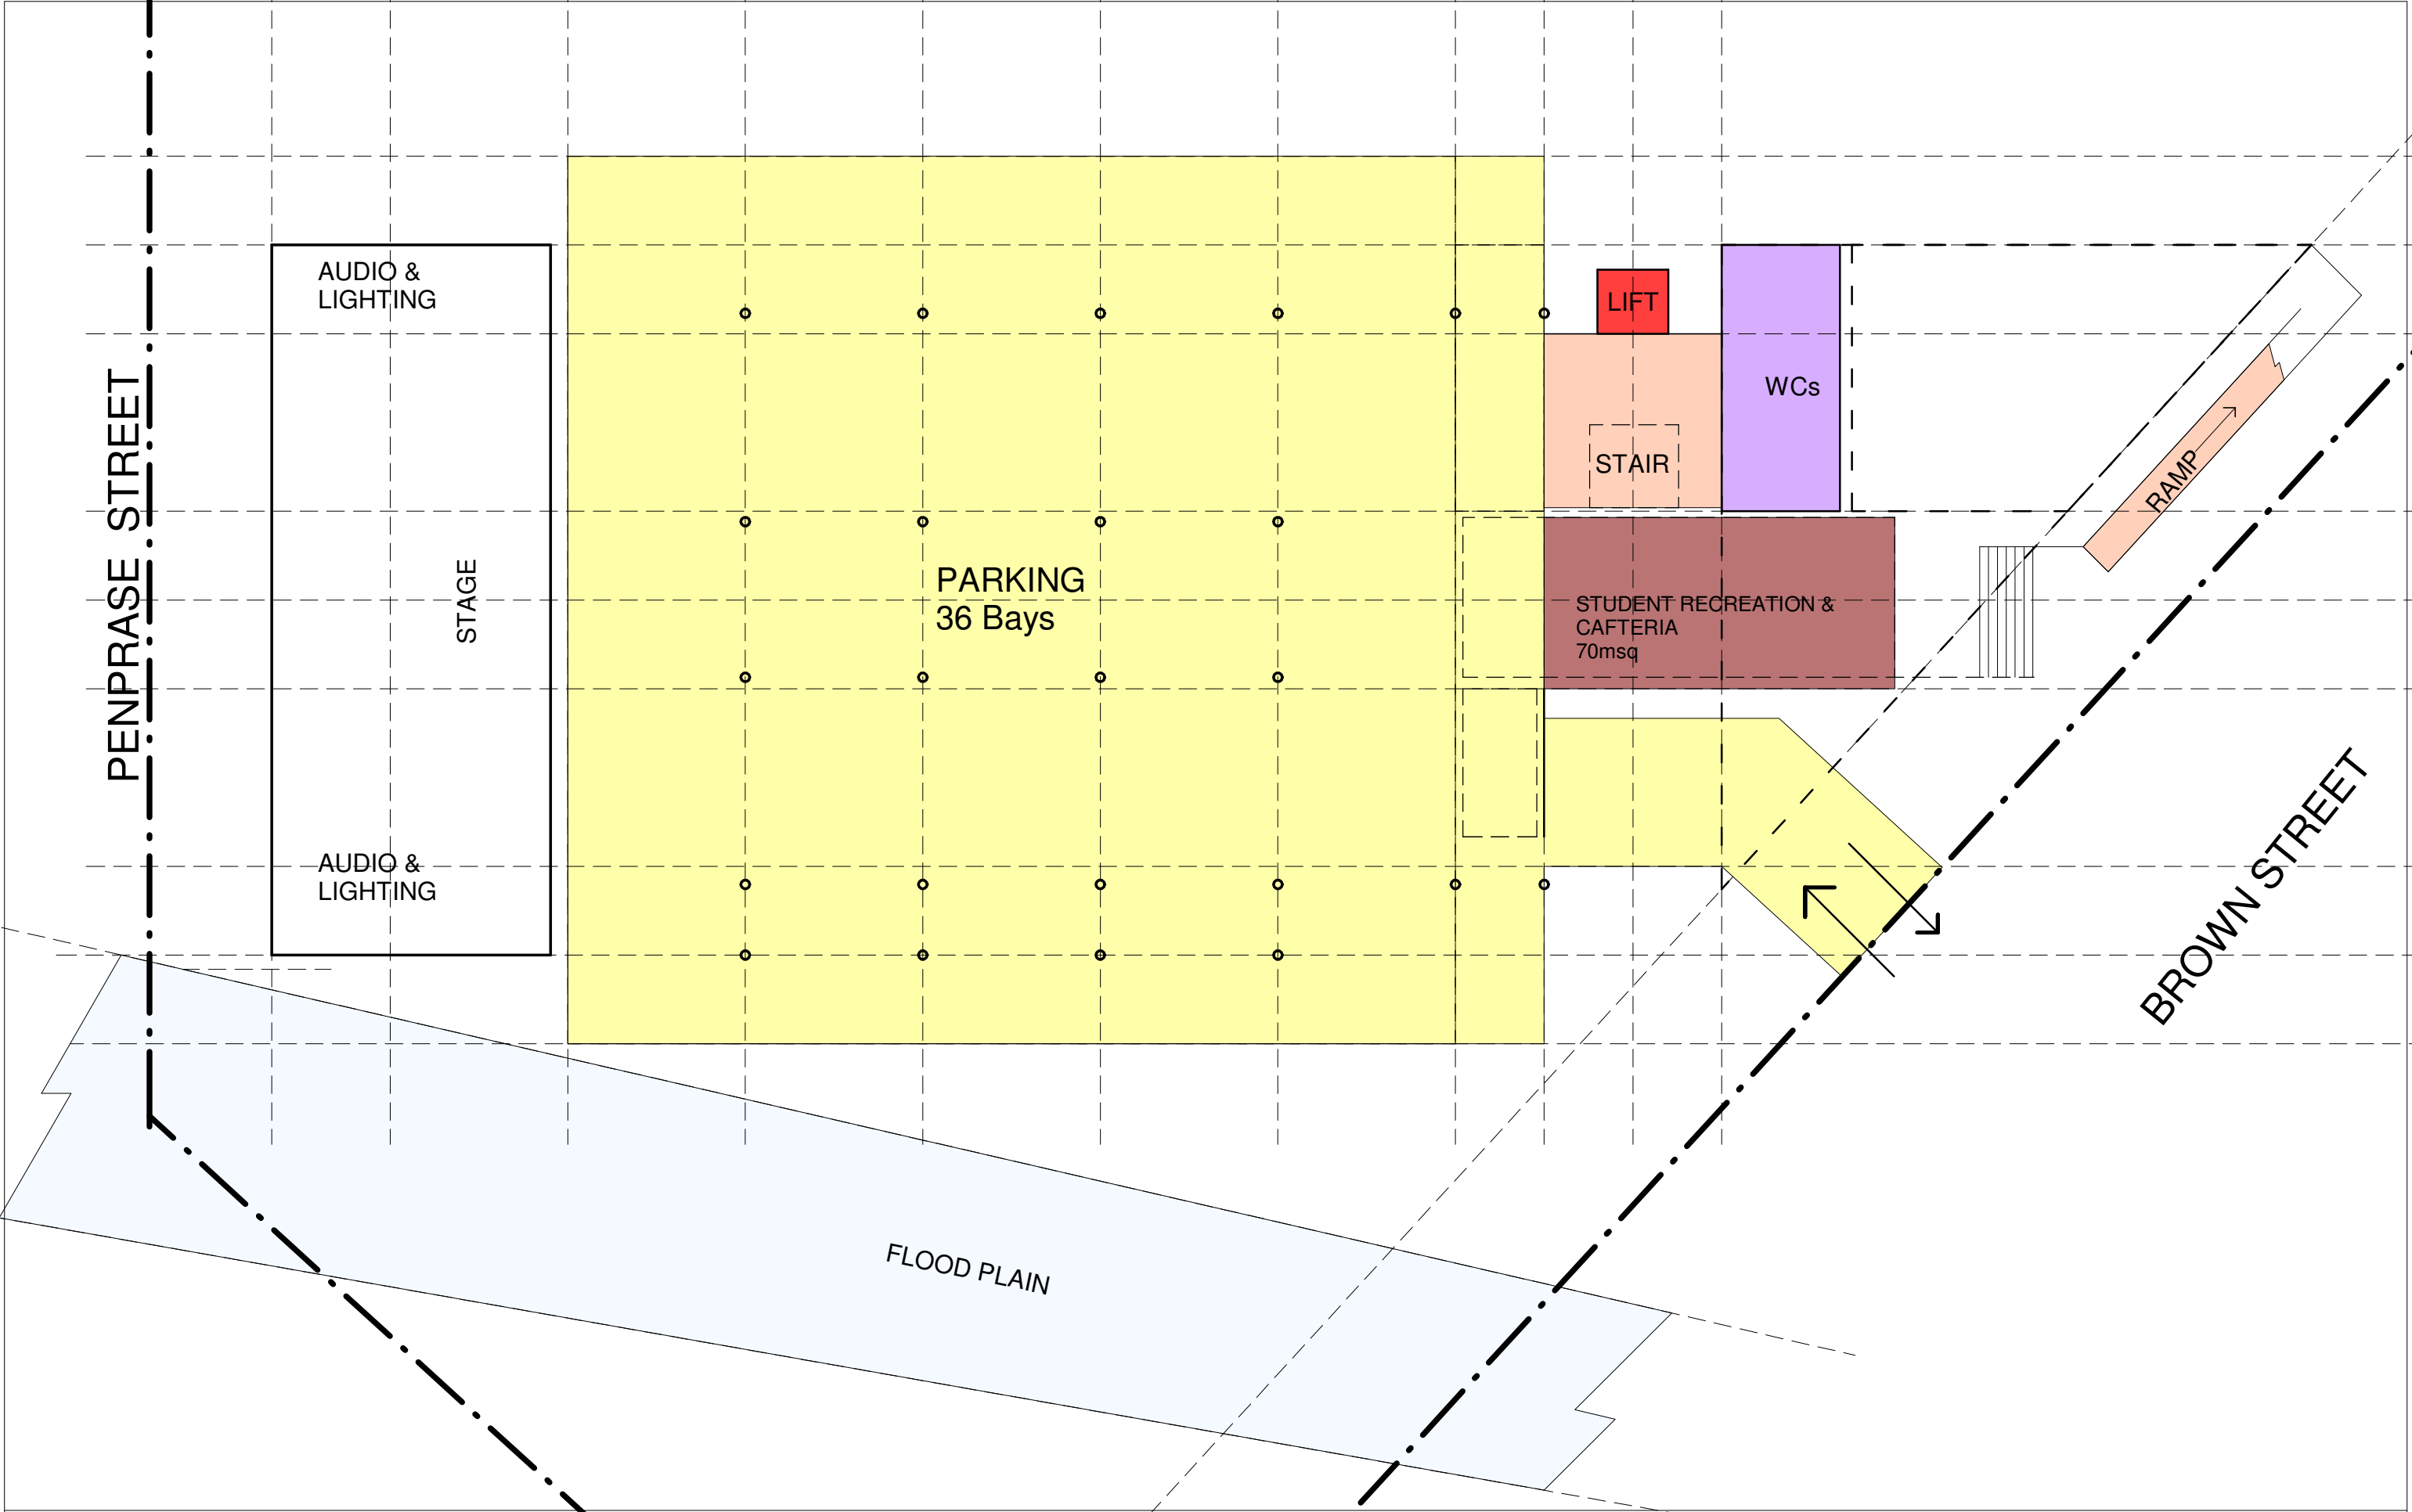 AUDIO &
LIGHTING
LIFT
WCs
PENPRASE STREET
STAIR
RAMP
STAGE
PARKING
36 Bays
STUDENT RECREATION &
CAFTERIA
70msq
AUDIO &
LIGHTING
BROWN STREET
FLOOD PLAIN